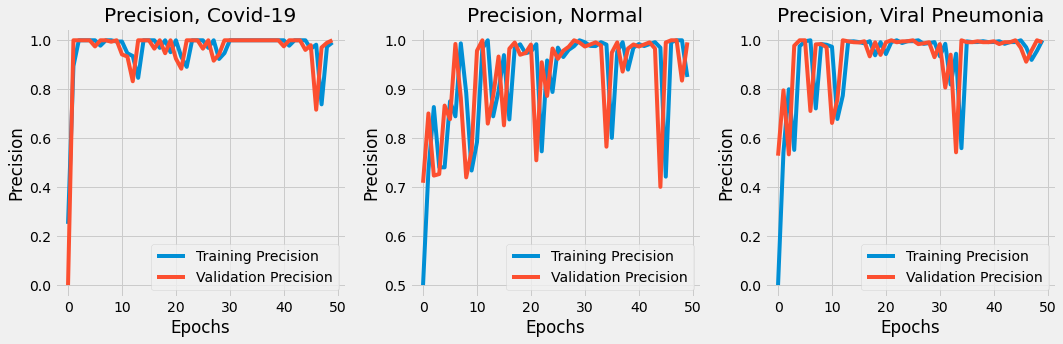 Precision, Covid-19
1.0
0.8
0.6
0.4
0.2
0.0
Precision
0 10 20 30 40 50
Epochs
Training Precision
Validation Precision
Precision, Normal
1.0
0.9
0.8
0.7
0.6
0.5
Precision
0 10 20 30 40 50
Epochs
Training Precision
Validation Precision
Precision, Viral Pneumonia
1.0
0.8
0.6
0.4
0.2
0.0
Precision
0 10 20 30 40 50
Epochs
Training Precision
Validation Precision